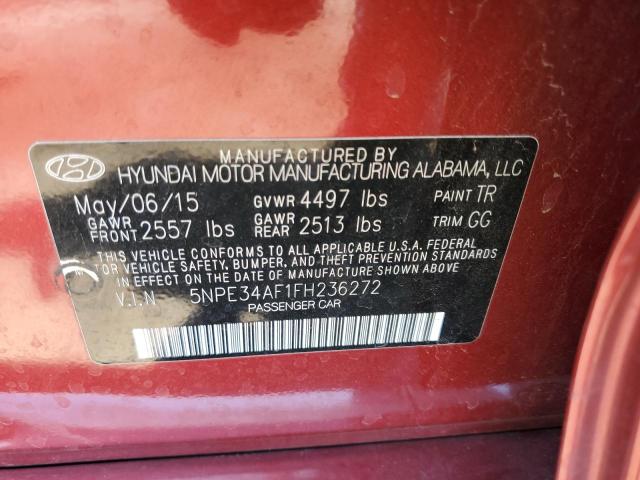 MANUFACTURED BY
HYUNDAI MOTOR MANUFACTURING ALABAMA, LLC
May/06/15 GVWR 4497 lbs PAINT TR
GAWR FRONT 2557 lbs GAWR REAR 2513 lbs TRIM GG
THIS VEHICLE CONFORMS TO ALL APPLICABLE U.S.A. FEDERAL
MOTOR VEHICLE SAFETY, BUMPER, AND THEFT PREVENTION STANDARDS
IN EFFECT ON THE DATE OF MANUFACTURE SHOWN ABOVE.
V.I.N 5NPE34AF1FH236272
PASSENGER CAR